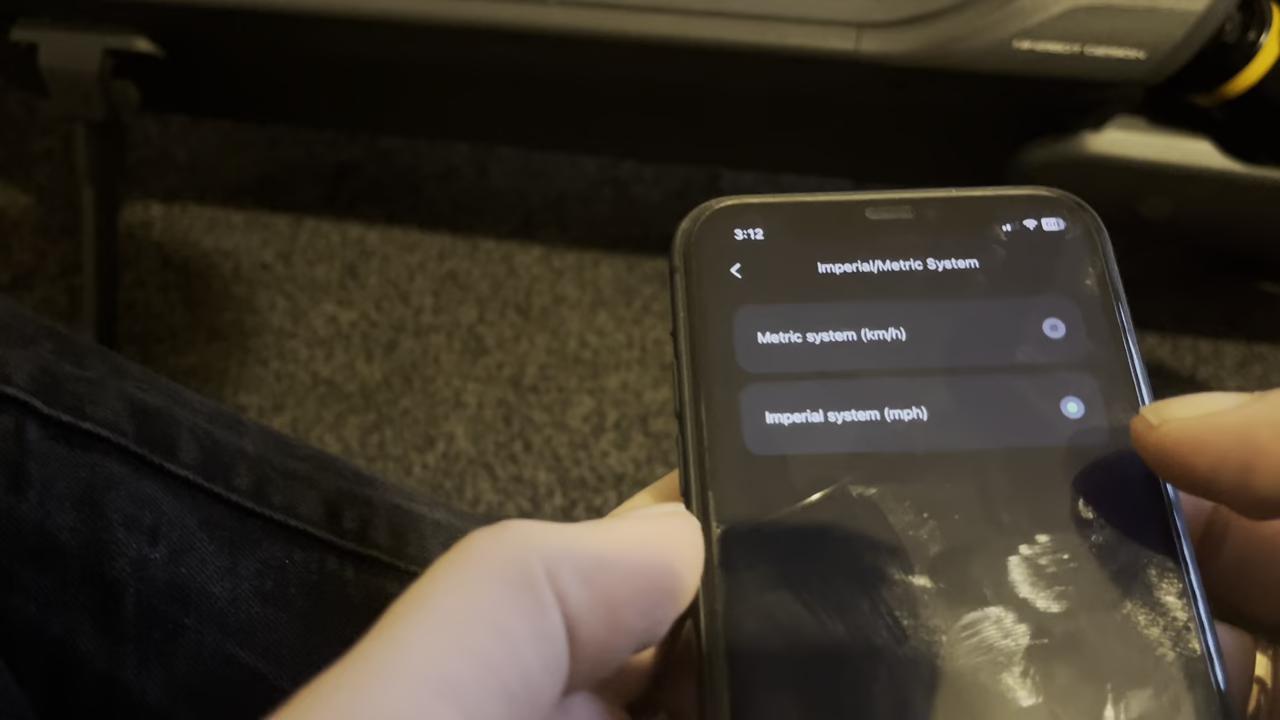 3:12
Imperial/Metric System
Metric system (km/h)
Imperial system (mph)